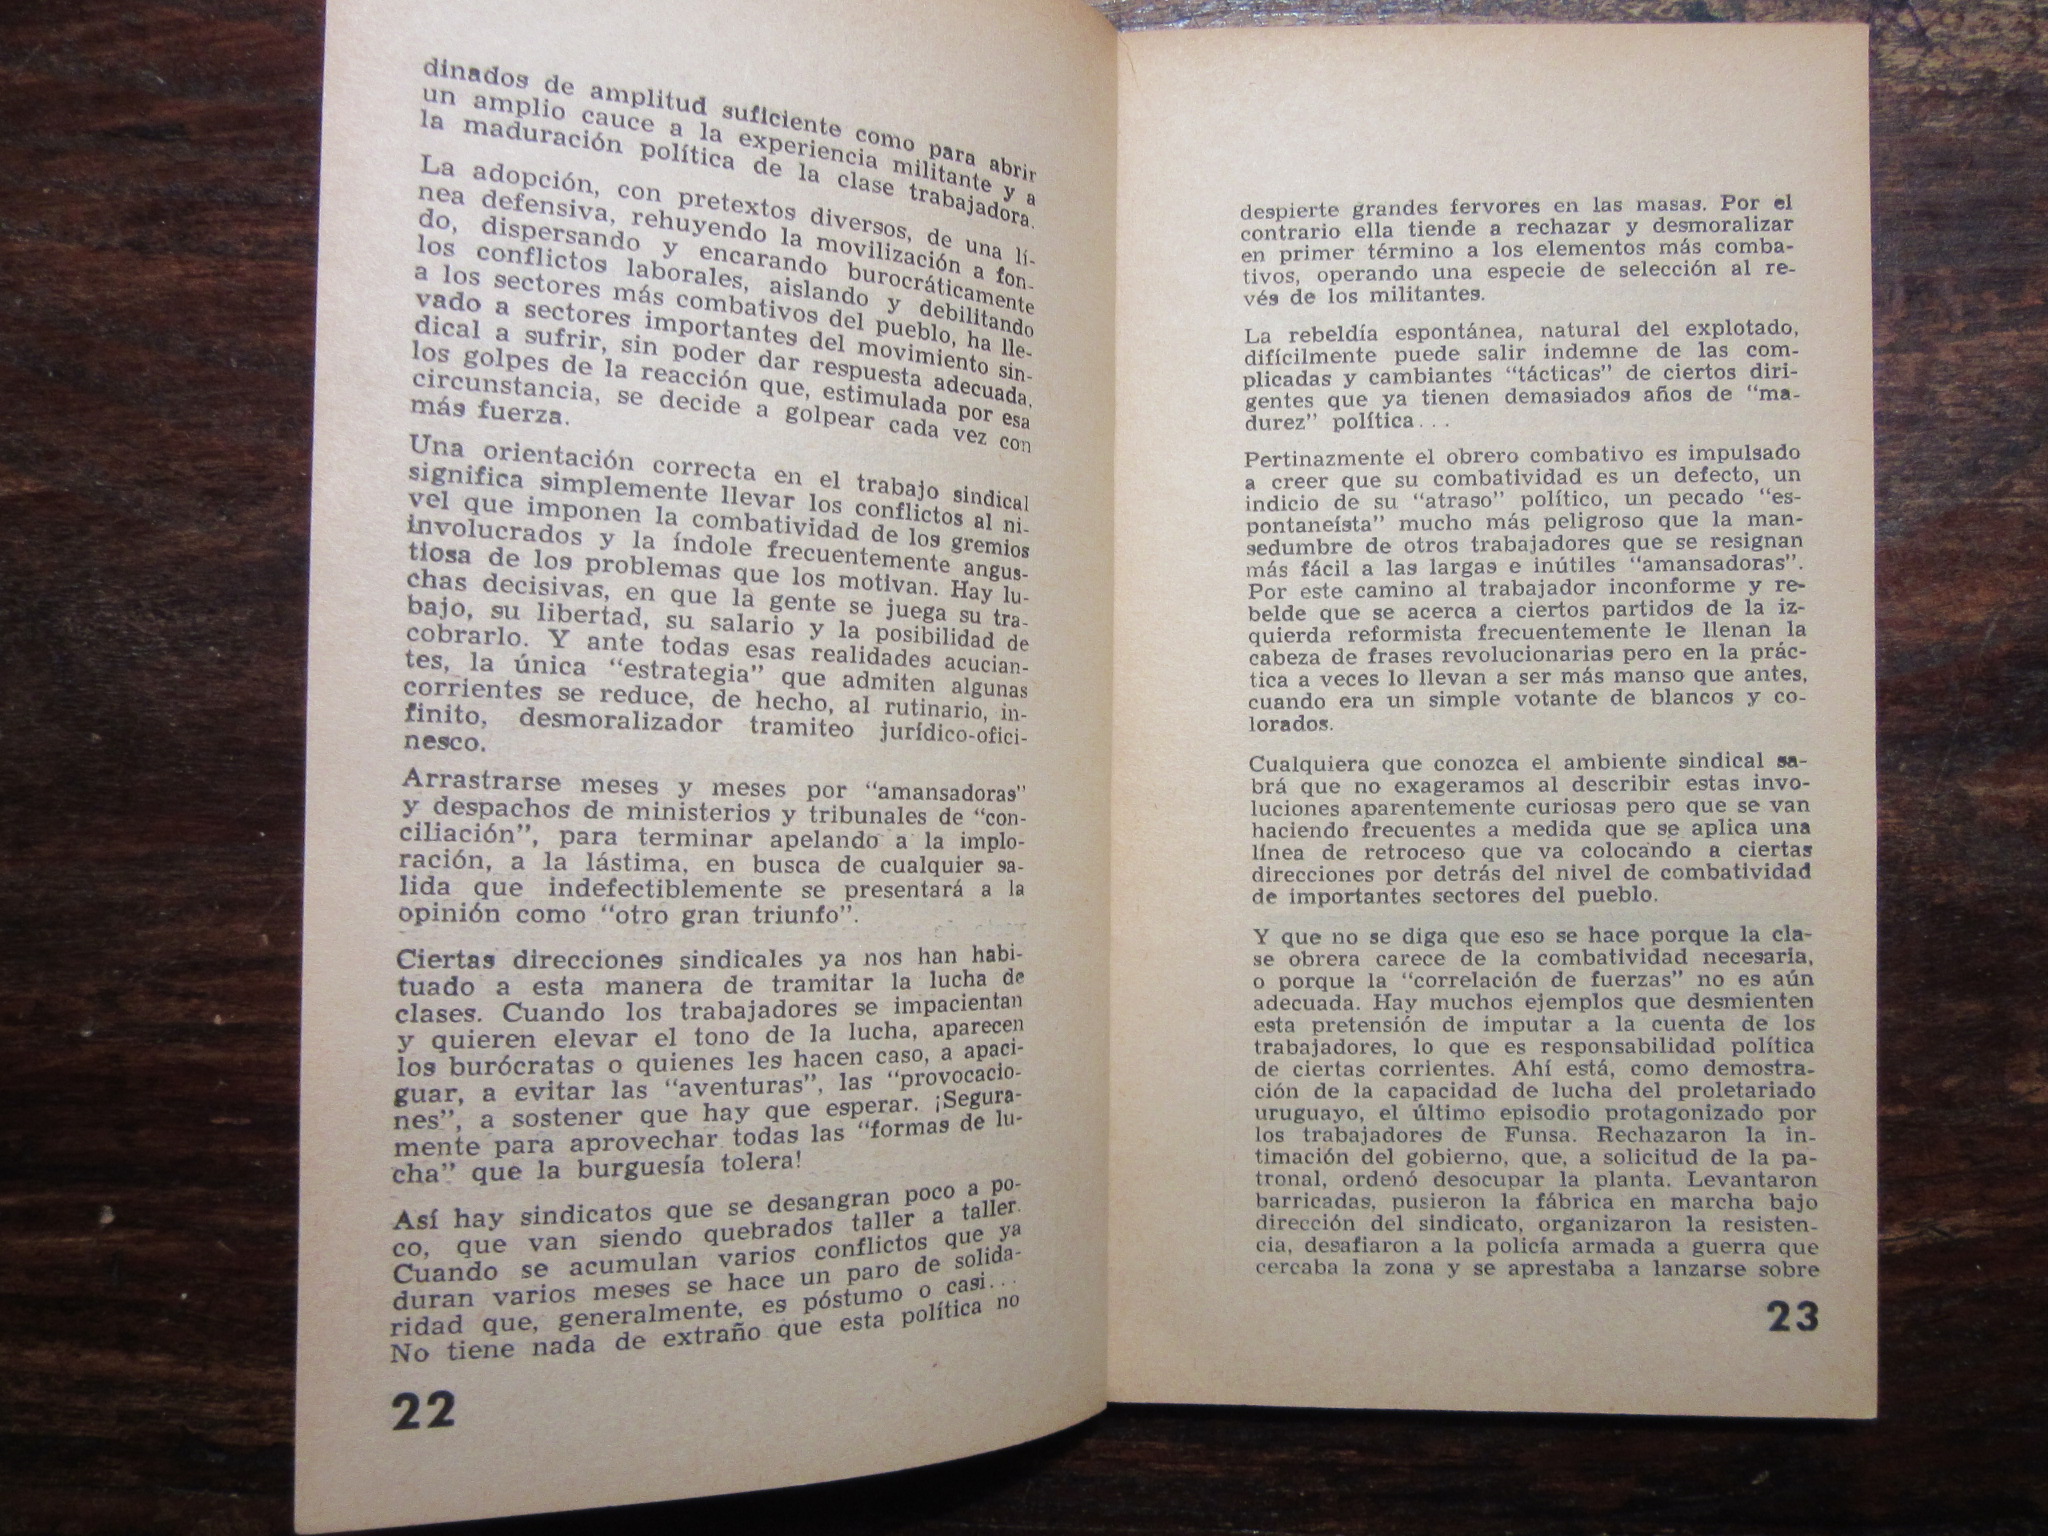 dinados de amplitud suficiente como para abrir
un amplio cauce a la experiencia militante y a
la maduración política de la clase trabajadora.
La adopción, con pretextos diversos, de una lí-
nea defensiva, rehuyendo la movilización a fon-
do, dispersando y encarando burocráticamente
los conflictos laborales, aislando y debilitando
a los sectores más combativos del pueblo, ha lle-
vado a sectores importantes del movimiento sin-
dical a sufrir, sin poder dar respuesta adecuada,
los golpes de la reacción que, estimulada por esa
circunstancia, se decide a golpear cada vez con
más fuerza.
Una orientación correcta en el trabajo sindical
significa simplemente llevar los conflictos al ni-
vel que imponen la combatividad de los gremios
involucrados y la índole frecuentemente angus-
tiosa de los problemas que los motivan. Hay lu-
chas decisivas, en que la gente se juega su tra-
bajo, su libertad, su salario y la posibilidad de
cobrarlo. Y ante todas esas realidades acucian-
tes, la única "estrategia" que admiten algunas
corrientes se reduce, de hecho, al rutinario, in-
finito, desmoralizador tramiteo jurídico-ofici-
nesco.
Arrastrarse meses y meses por "amansadoras"
y despachos de ministerios y tribunales de "con-
ciliación", para terminar apelando a la implo-
ración, a la lástima, en busca de cualquier sa-
lida que indefectiblemente se presentará a la
opinión como "otro gran triunfo".
Ciertas direcciones sindicales ya nos han habi-
tuado a esta manera de tramitar la lucha de
clases. Cuando los trabajadores se impacientan
y quieren elevar el tono de la lucha, aparecen
los burócratas o quienes les hacen caso, a apaci-
guar, a evitar las "aventuras", las "provocacio-
nes", a sostener que hay que esperar. ¡Segura-
mente para aprovechar todas las "formas de lu-
cha" que la burguesía tolera!
Así hay sindicatos que se desangran poco a po-
co, que van siendo quebrados taller a taller.
Cuando se acumulan varios conflictos que ya
duran varios meses se hace un paro de solida-
ridad que, generalmente, es póstumo o casi...
No tiene nada de extraño que esta política no
22
despierte grandes fervores en las masas. Por el
contrario ella tiende a rechazar y desmoralizar
en primer término a los elementos más comba-
tivos, operando una especie de selección al re-
vés de los militantes.
La rebeldía espontánea, natural del explotado,
difícilmente puede salir indemne de las com-
plicadas y cambiantes "tácticas" de ciertos diri-
gentes que ya tienen demasiados años de "ma-
durez" política...
Pertinazmente el obrero combativo es impulsado
a creer que su combatividad es un defecto, un
indicio de su "atraso" político, un pecado "es-
pontaneísta" mucho más peligroso que la man-
sedumbre de otros trabajadores que se resignan
más fácil a las largas e inútiles "amansadoras".
Por este camino al trabajador inconforme y re-
belde que se acerca a ciertos partidos de la iz-
quierda reformista frecuentemente le llenan la
cabeza de frases revolucionarias pero en la prác-
tica a veces lo llevan a ser más manso que antes,
cuando era un simple votante de blancos y co-
lorados.
Cualquiera que conozca el ambiente sindical sa-
brá que no exageramos al describir estas invo-
luciones aparentemente curiosas pero que se van
haciendo frecuentes a medida que se aplica una
línea de retroceso que va colocando a ciertas
direcciones por detrás del nivel de combatividad
de importantes sectores del pueblo.
Y que no se diga que eso se hace porque la cla-
se obrera carece de la combatividad necesaria,
o porque la "correlación de fuerzas" no es aún
adecuada. Hay muchos ejemplos que desmienten
esta pretensión de imputar a la cuenta de los
trabajadores, lo que es responsabilidad política
de ciertas corrientes. Ahí está, como demostra-
ción de la capacidad de lucha del proletariado
uruguayo, el último episodio protagonizado por
los trabajadores de Funsa. Rechazaron la in-
timación del gobierno, que, a solicitud de la pa-
tronal, ordenó desocupar la planta. Levantaron
barricadas, pusieron la fábrica en marcha bajo
dirección del sindicato, organizaron la resisten-
cia, desafiaron a la policía armada a guerra que
cercaba la zona y se aprestaba a lanzarse sobre
23